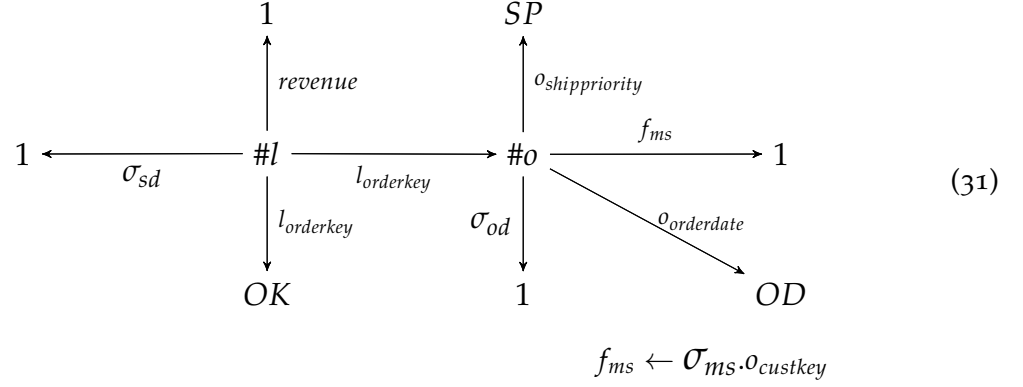 1 SP
revenue o_shippriority
f_ms
1 #l #o 1
σ_sd l_orderkey (31)
l_orderkey σ_od o_orderdate
OK 1 OD
f_ms ← σ_ms.o_custkey